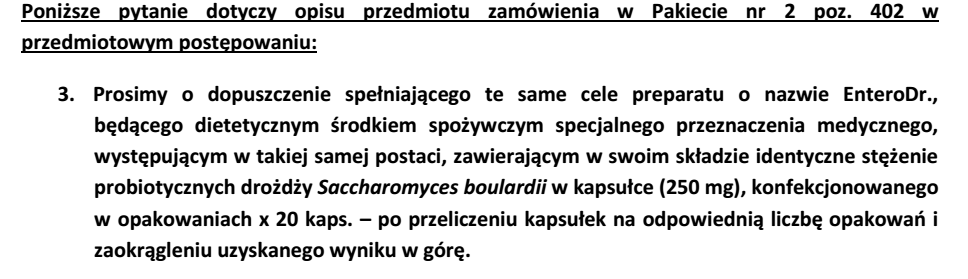 Poniższe pytanie dotyczy opisu przedmiotu zamówienia w Pakiecie nr 2 poz. 402 w
przedmiotowym postępowaniu:
3. Prosimy o dopuszczenie spełniającego te same cele preparatu o nazwie EnteroDr.,
będącego dietetycznym środkiem spożywczym specjalnego przeznaczenia medycznego,
występującym w takiej samej postaci, zawierającym w swoim składzie identyczne stężenie
probiotycznych drożdży Saccharomyces boulardii w kapsułce (250 mg), konfekcjonowanego
w opakowaniach x 20 kaps. – po przeliczeniu kapsułek na odpowiednią liczbę opakowań i
zaokrągleniu uzyskanego wyniku w górę.